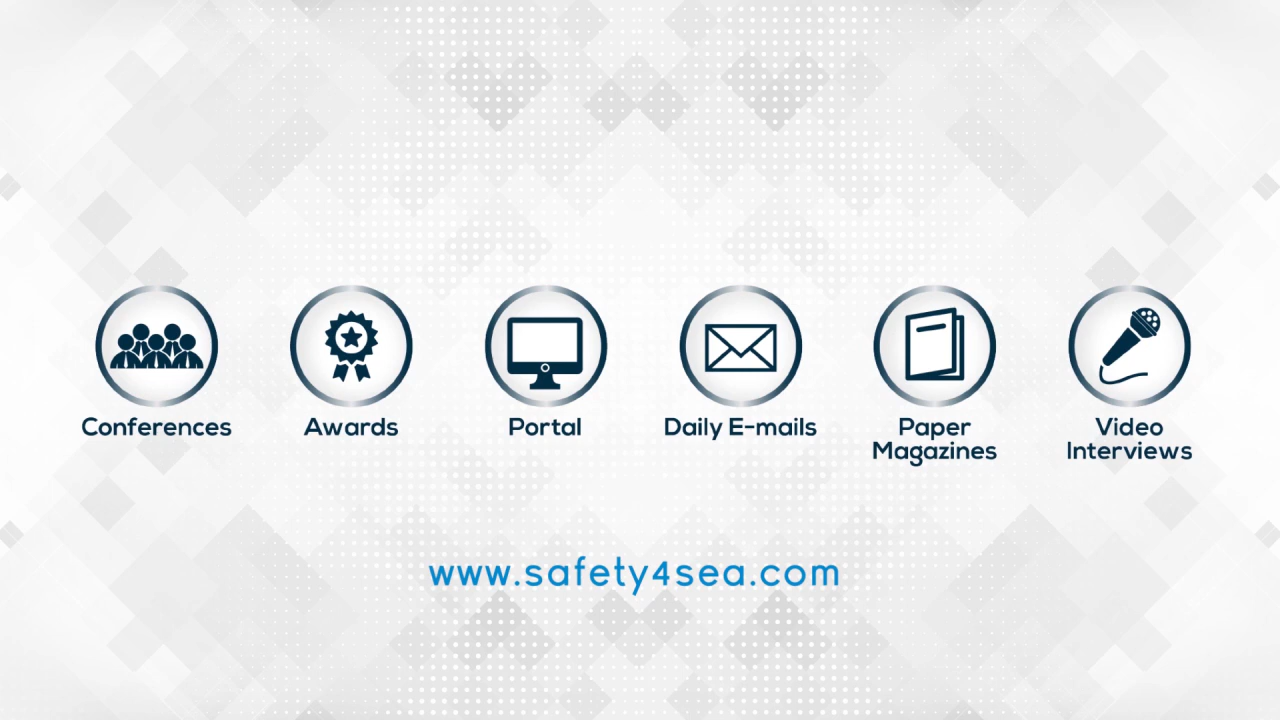 Conferences
Awards
Portal
Daily E-mails
Paper
Magazines
Video
Interviews
www.safety4sea.com